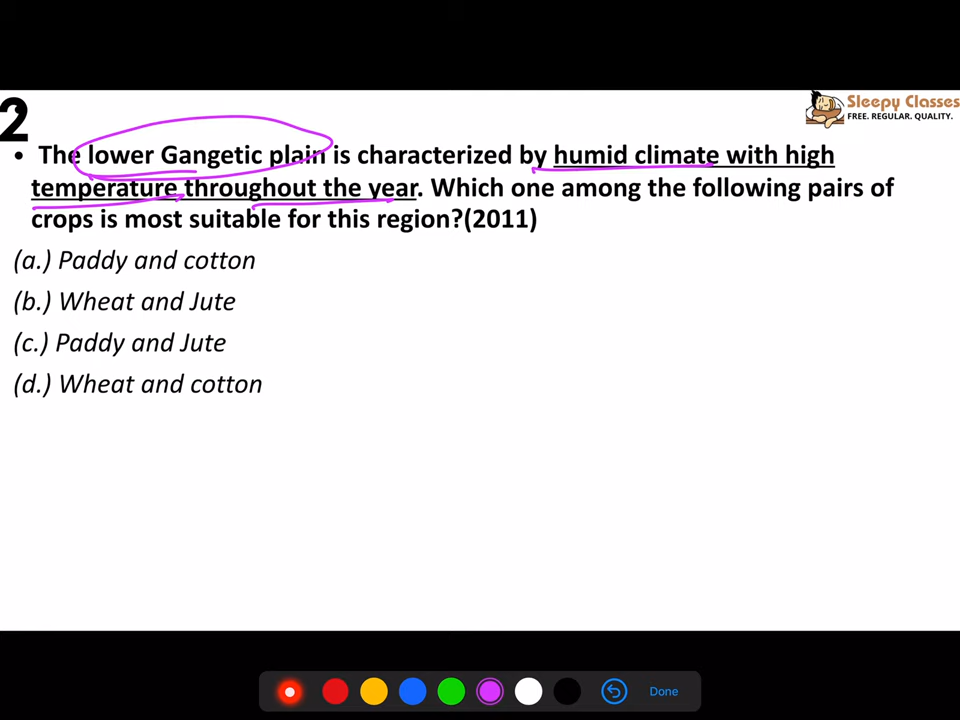 2
Sleepy Classes
FREE. REGULAR. QUALITY.
• The lower Gangetic plain is characterized by humid climate with high
temperature throughout the year. Which one among the following pairs of
crops is most suitable for this region?(2011)
(a.) Paddy and cotton
(b.) Wheat and Jute
(c.) Paddy and Jute
(d.) Wheat and cotton
Done